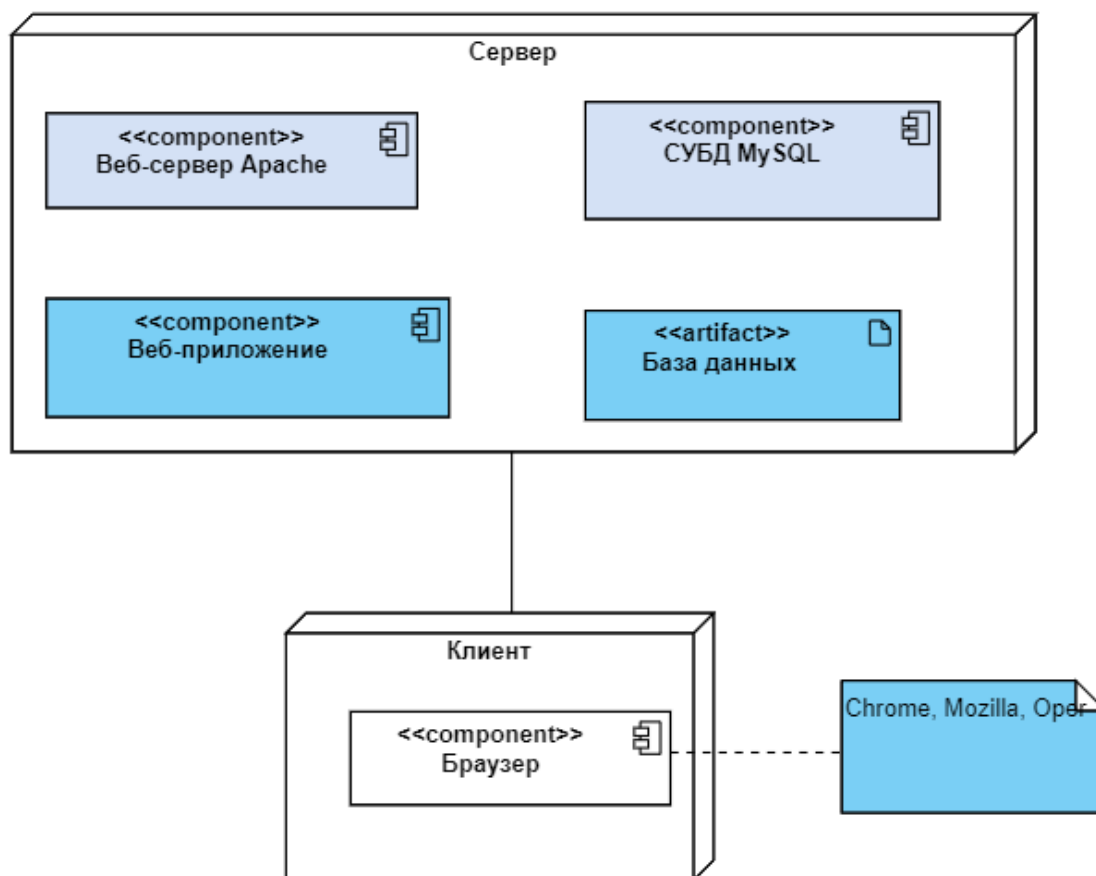 Сервер
<<component>>
Веб-сервер Apache
<<component>>
СУБД MySQL
<<component>>
Веб-приложение
<<artifact>>
База данных
Клиент
<<component>>
Браузер
Chrome, Mozilla, Oper